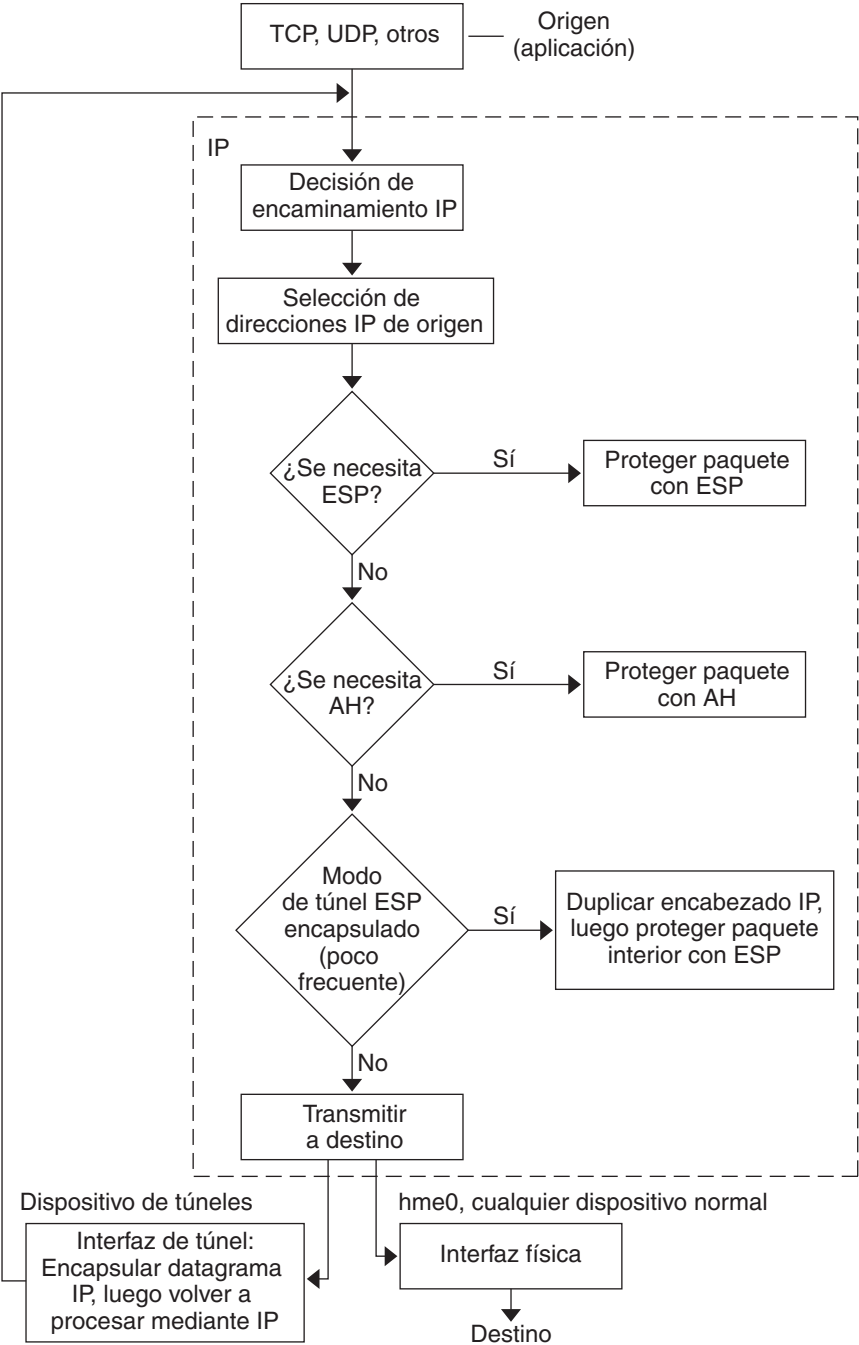 TCP, UDP, otros
Origen
(aplicación)
IP
Decisión de
encaminamiento IP
Selección de
direcciones IP de origen
¿Se necesita
ESP?
Sí
Proteger paquete
con ESP
No
¿Se necesita
AH?
Sí
Proteger paquete
con AH
No
Modo
de túnel ESP
encapsulado
(poco
frecuente)
Sí
Duplicar encabezado IP,
luego proteger paquete
interior con ESP
No
Transmitir
a destino
Dispositivo de túneles
hme0, cualquier dispositivo normal
Interfaz de túnel:
Encapsular datagrama
IP, luego volver a
procesar mediante IP
Interfaz física
Destino